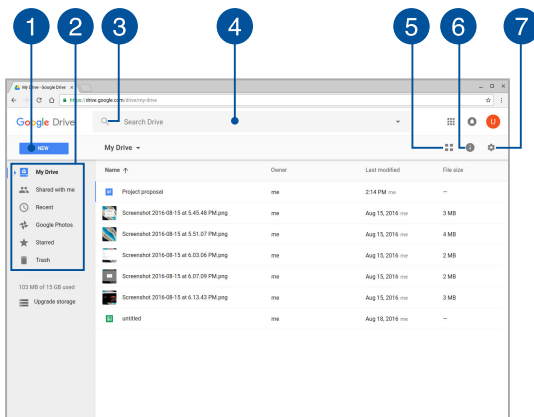 1 2 3 4 5 6 7
My Drive - Google Drive
https://drive.google.com/drive/my-drive
Google Drive
Search Drive
U
NEW
My Drive
My Drive
Shared with me
Recent
Google Photos
Starred
Trash
103 MB of 15 GB used
Upgrade storage
Name Owner Last modified File size
Project proposal me 2:14 PM me –
Screenshot 2016-08-15 at 5.45.48 PM.png me Aug 15, 2016 me 3 MB
Screenshot 2016-08-15 at 5.51.07 PM.png me Aug 15, 2016 me 4 MB
Screenshot 2016-08-15 at 6.03.06 PM.png me Aug 15, 2016 me 2 MB
Screenshot 2016-08-15 at 6.07.09 PM.png me Aug 15, 2016 me 2 MB
Screenshot 2016-08-15 at 6.13.43 PM.png me Aug 15, 2016 me 3 MB
untitled me Aug 18, 2016 me –